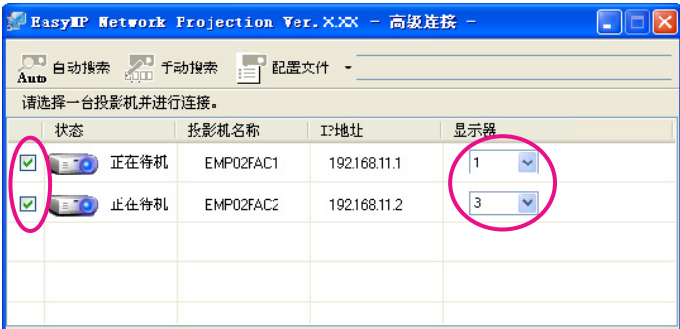 EasyMP Network Projection Ver.X.XX - 高级连接 -
Auto 自动搜索 手动搜索 配置文件
请选择一台投影机并进行连接。
状态 投影机名称 IP地址 显示器
正在待机 EMP02FAC1 192.168.11.1 1
正在待机 EMP02FAC2 192.168.11.2 3